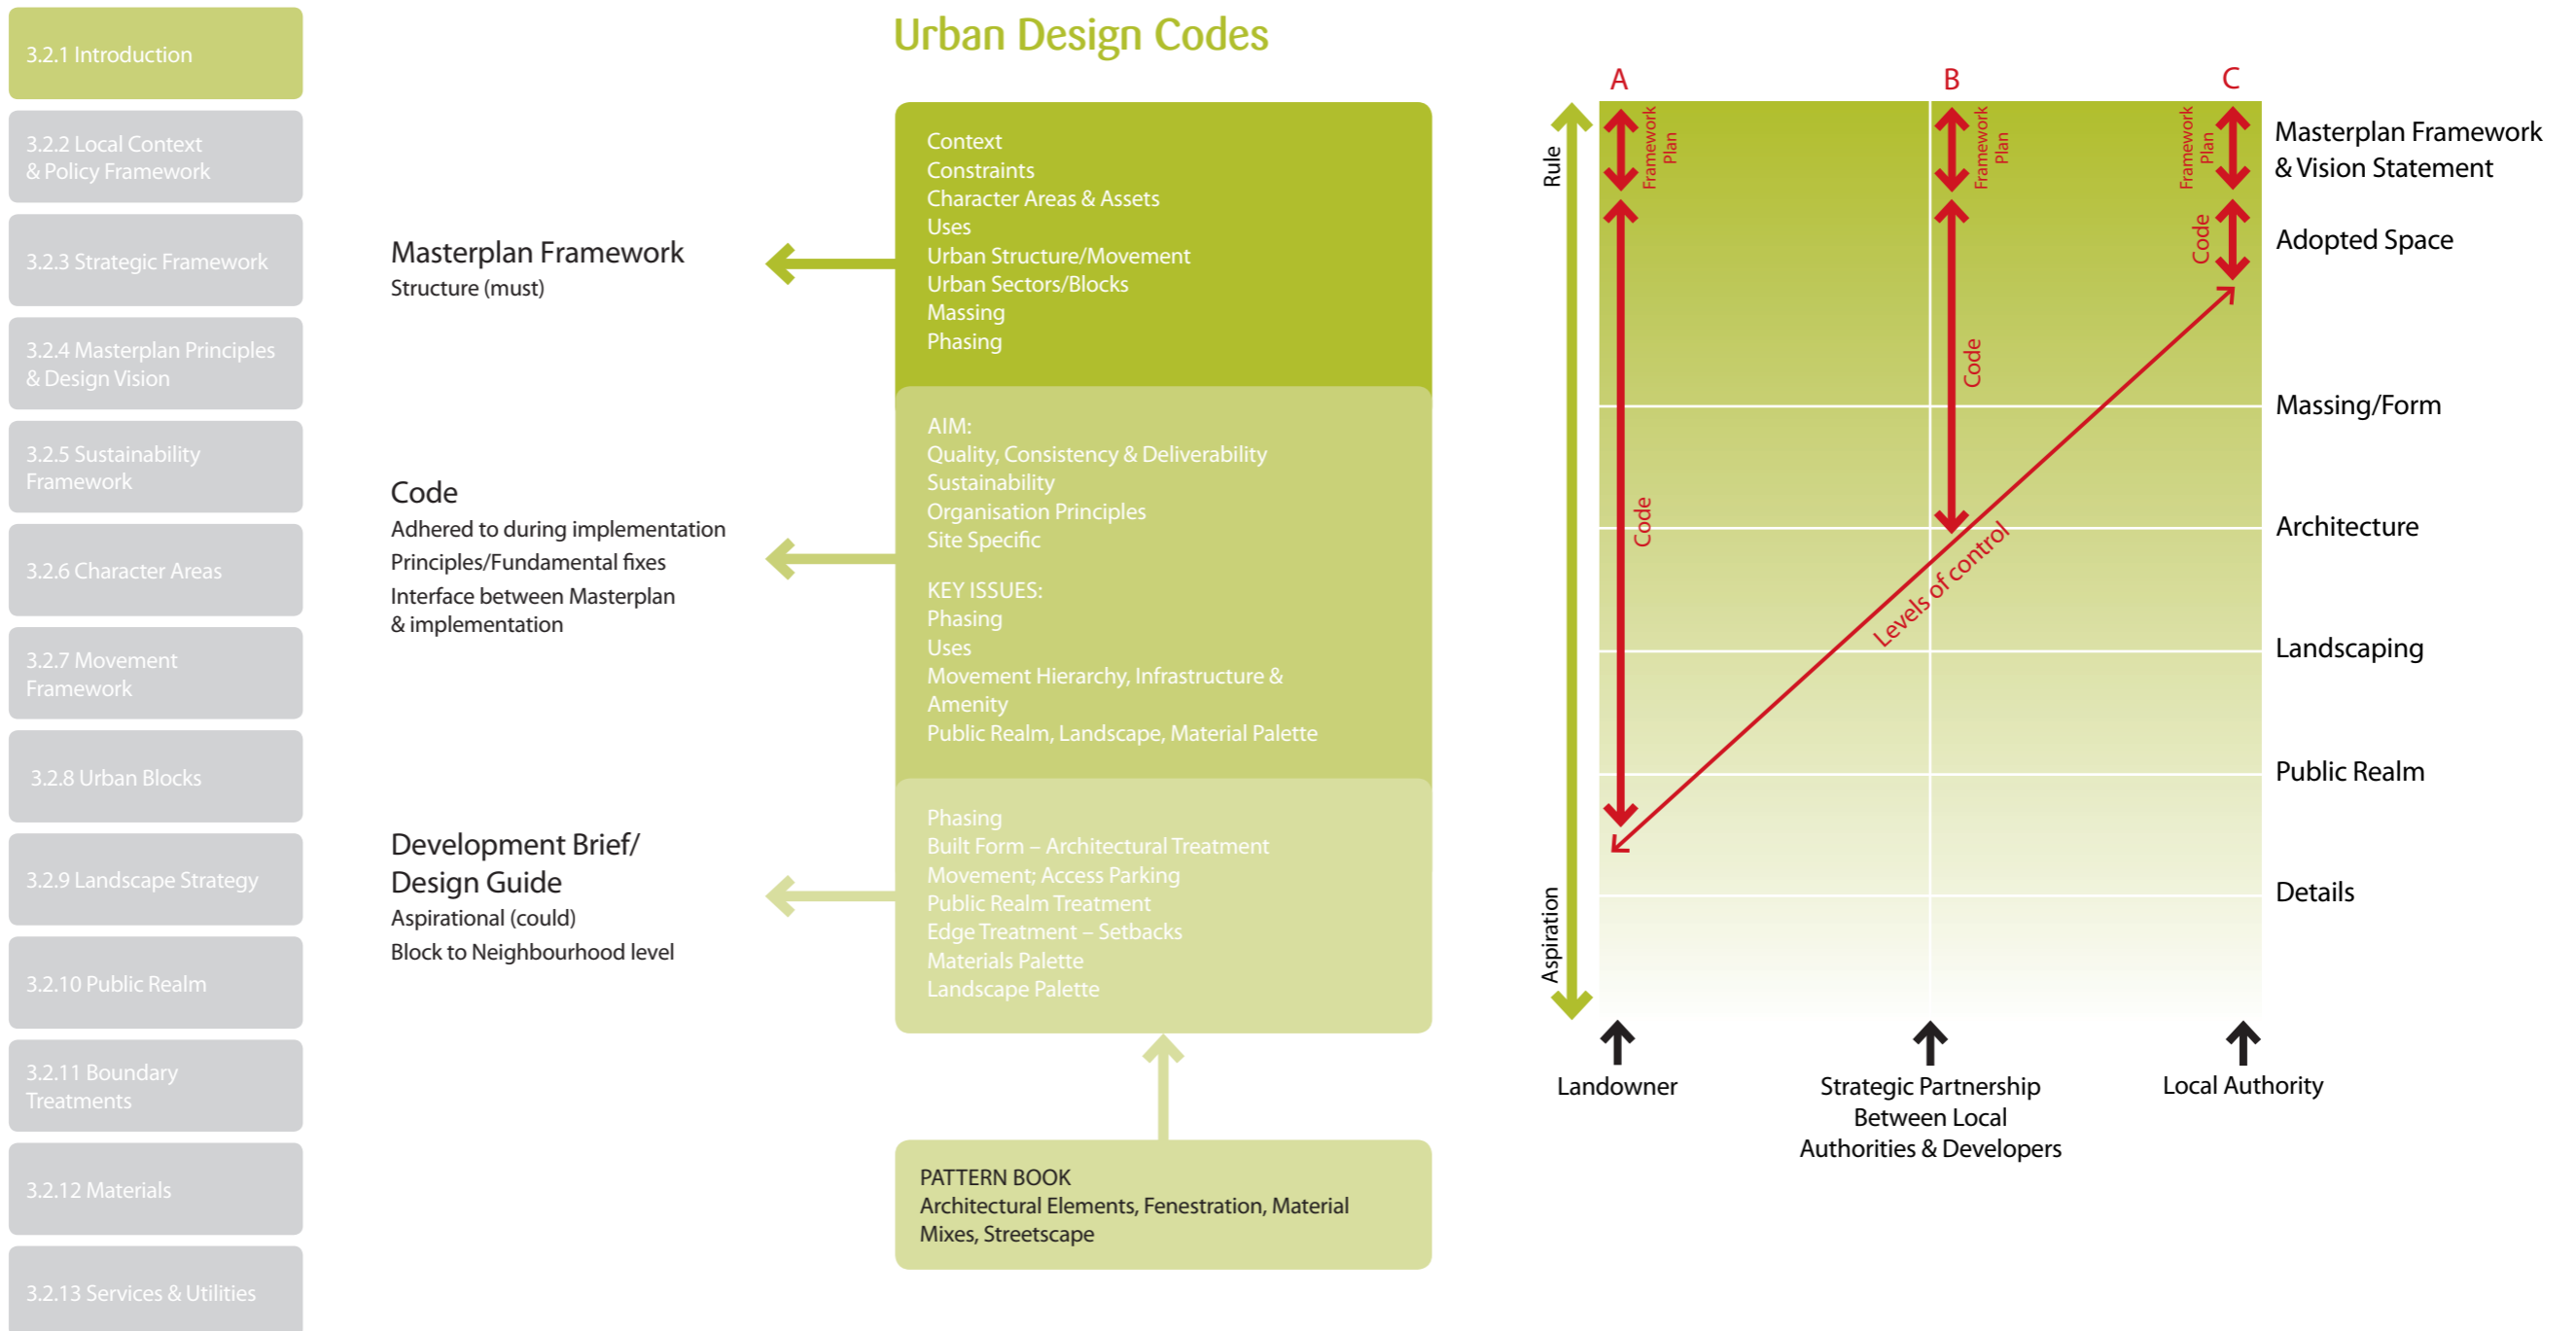 3.2.1 Introduction
3.2.2 Local Context
& Policy Framework
3.2.3 Strategic Framework
3.2.4 Masterplan Principles
& Design Vision
3.2.5 Sustainability
Framework
3.2.6 Character Areas
3.2.7 Movement
Framework
3.2.8 Urban Blocks
3.2.9 Landscape Strategy
3.2.10 Public Realm
3.2.11 Boundary
Treatments
3.2.12 Materials
3.2.13 Services & Utilities
Urban Design Codes
Masterplan Framework
Structure (must)
Code
Adhered to during implementation
Principles/Fundamental fixes
Interface between Masterplan
& implementation
Development Brief/
Design Guide
Aspirational (could)
Block to Neighbourhood level
Context
Constraints
Character Areas & Assets
Uses
Urban Structure/Movement
Urban Sectors/Blocks
Massing
Phasing
AIM:
Quality, Consistency & Deliverability
Sustainability
Organisation Principles
Site Specific
KEY ISSUES:
Phasing
Uses
Movement Hierarchy, Infrastructure &
Amenity
Public Realm, Landscape, Material Palette
Phasing
Built Form – Architectural Treatment
Movement; Access Parking
Public Realm Treatment
Edge Treatment – Setbacks
Materials Palette
Landscape Palette
PATTERN BOOK
Architectural Elements, Fenestration, Material
Mixes, Streetscape
A
B
C
Rule
Aspiration
Framework
Plan
Code
Framework
Plan
Code
Framework
Plan
Code
Levels of control
Masterplan Framework
& Vision Statement
Adopted Space
Massing/Form
Architecture
Landscaping
Public Realm
Details
Landowner
Strategic Partnership
Between Local
Authorities & Developers
Local Authority